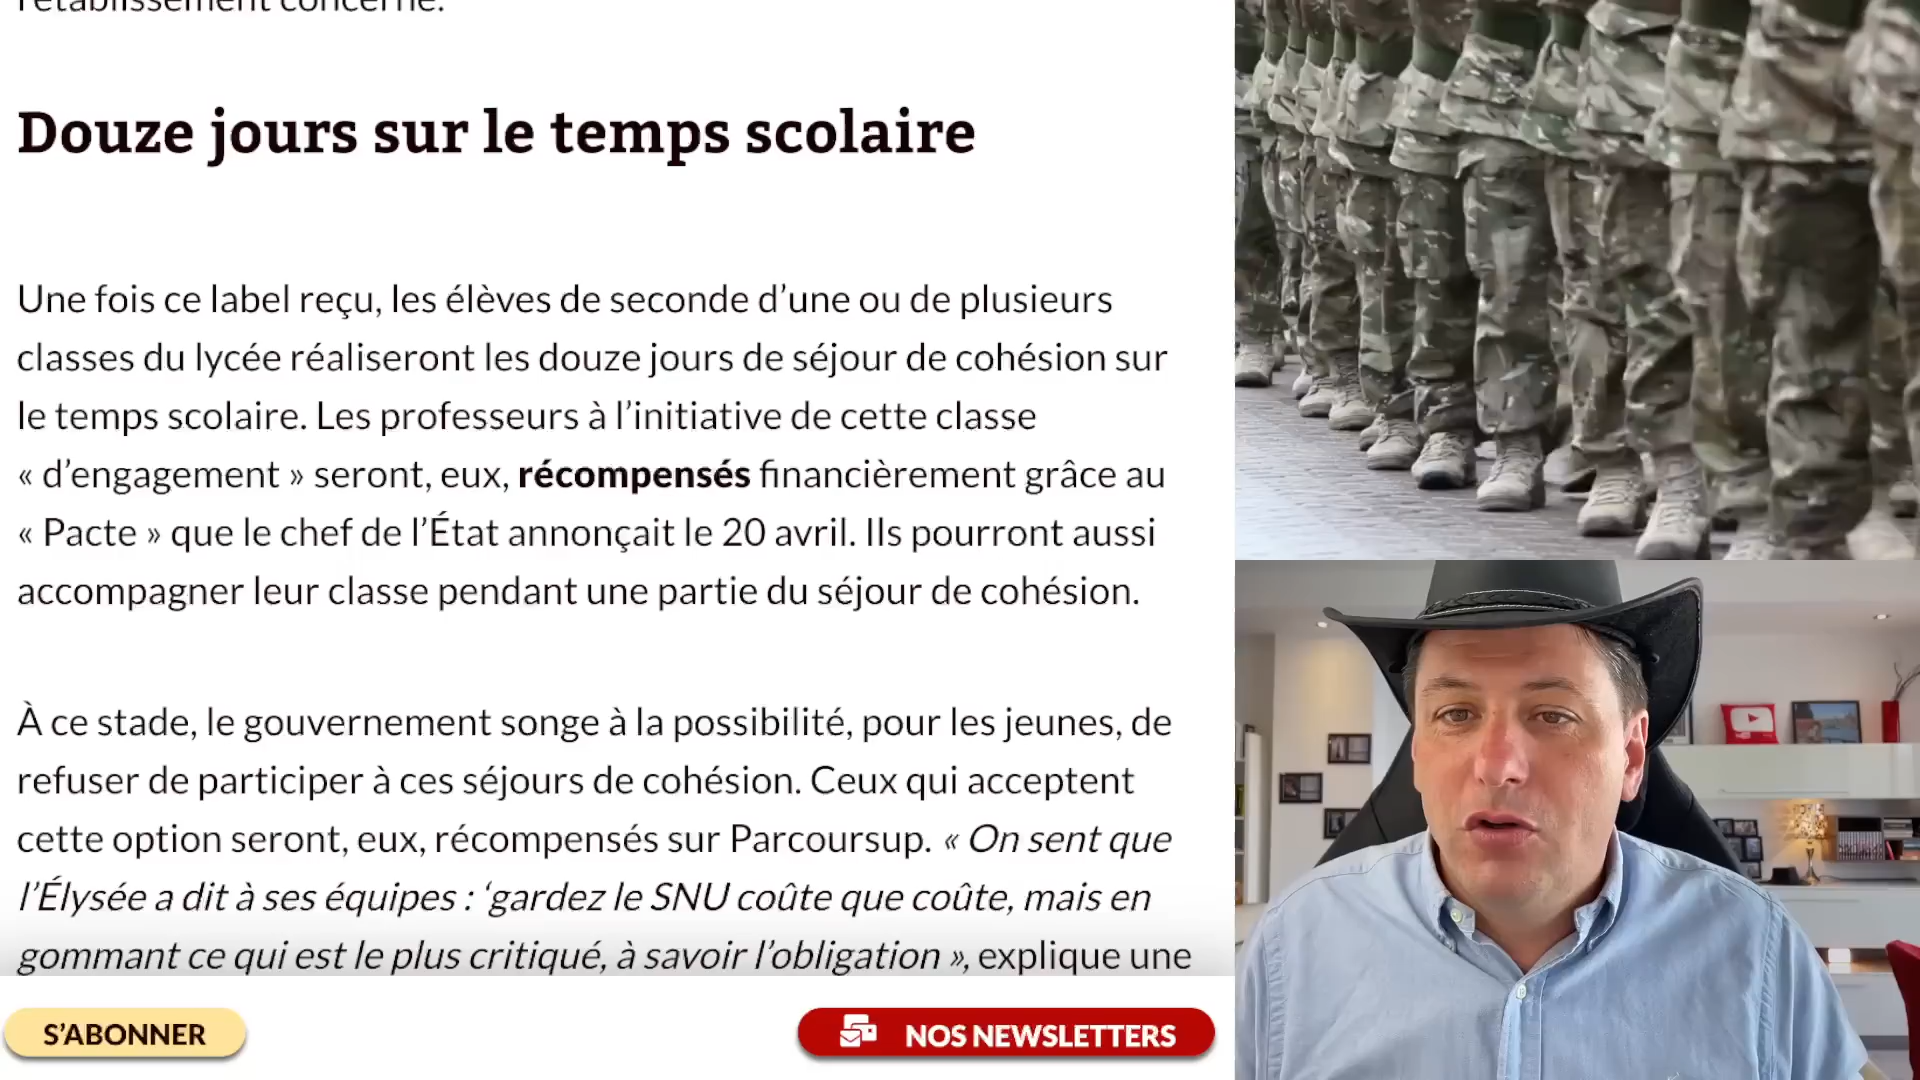 l'établissement concerné.
Douze jours sur le temps scolaire
Une fois ce label reçu, les élèves de seconde d’une ou de plusieurs
classes du lycée réaliseront les douze jours de séjour de cohésion sur
le temps scolaire. Les professeurs à l’initiative de cette classe
« d’engagement » seront, eux, récompensés financièrement grâce au
« Pacte » que le chef de l’État annonçait le 20 avril. Ils pourront aussi
accompagner leur classe pendant une partie du séjour de cohésion.
À ce stade, le gouvernement songe à la possibilité, pour les jeunes, de
refuser de participer à ces séjours de cohésion. Ceux qui acceptent
cette option seront, eux, récompensés sur Parcoursup. « On sent que
l’Élysée a dit à ses équipes : ‘gardez le SNU coûte que coûte, mais en
gommant ce qui est le plus critiqué, à savoir l’obligation », explique une
S’ABONNER
NOS NEWSLETTERS